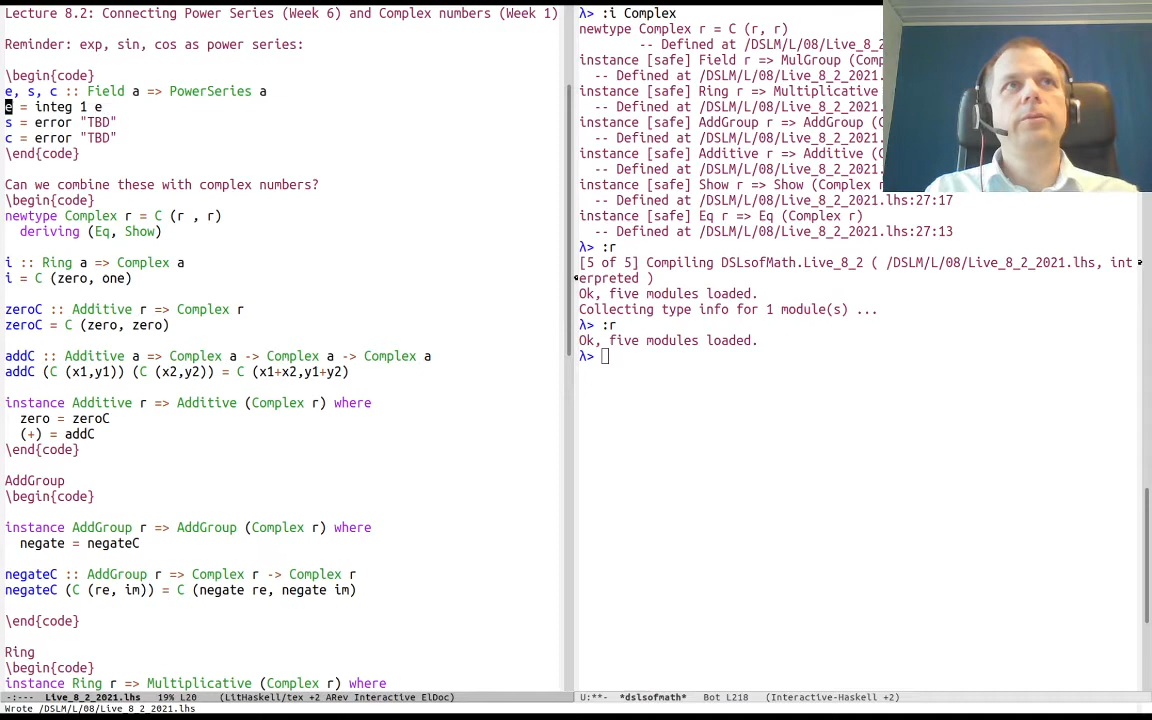 Lecture 8.2: Connecting Power Series (Week 6) and Complex numbers (Week 1)
Reminder: exp, sin, cos as power series:
\begin{code}
e, s, c :: Field a => PowerSeries a
e = integ 1 e
s = error "TBD"
c = error "TBD"
\end{code}
Can we combine these with complex numbers?
\begin{code}
newtype Complex r = C (r , r)
  deriving (Eq, Show)
i :: Ring a => Complex a
i = C (zero, one)
zeroC :: Additive r => Complex r
zeroC = C (zero, zero)
addC :: Additive a => Complex a -> Complex a -> Complex a
addC (C (x1,y1)) (C (x2,y2)) = C (x1+x2,y1+y2)
instance Additive r => Additive (Complex r) where
  zero = zeroC
  (+) = addC
\end{code}
AddGroup
\begin{code}
instance AddGroup r => AddGroup (Complex r) where
  negate = negateC
negateC :: AddGroup r => Complex r -> Complex r
negateC (C (re, im)) = C (negate re, negate im)
\end{code}
Ring
\begin{code}
instance Ring r => Multiplicative (Complex r) where
-:--- Live_8_2_2021.lhs 19% L20 (LitHaskell/tex +2 ARev Interactive ElDoc)
Wrote /DSLM/L/08/Live_8_2_2021.lhs
λ> :i Complex
newtype Complex r = C (r, r)
-- Defined at /DSLM/L/08/Live_8_2
instance [safe] Field r => MulGroup (Comp
-- Defined at /DSLM/L/08/Live_8_2_2021.
instance [safe] Ring r => Multiplicative
-- Defined at /DSLM/L/08/Live_8_2_2021.
instance [safe] AddGroup r => AddGroup (C
-- Defined at /DSLM/L/08/Live_8_2_2021.
instance [safe] Additive r => Additive (C
-- Defined at /DSLM/L/08/Live_8_2_2021.
instance [safe] Show r => Show (Complex r
-- Defined at /DSLM/L/08/Live_8_2_2021.lhs:27:17
instance [safe] Eq r => Eq (Complex r)
-- Defined at /DSLM/L/08/Live_8_2_2021.lhs:27:13
λ> :r
[5 of 5] Compiling DSLsofMath.Live_8_2 ( /DSLM/L/08/Live_8_2_2021.lhs, int
erpreted )
Ok, five modules loaded.
Collecting type info for 1 module(s) ...
λ> :r
Ok, five modules loaded.
λ>
U:**- *dslsofmath* Bot L218 (Interactive-Haskell +2)